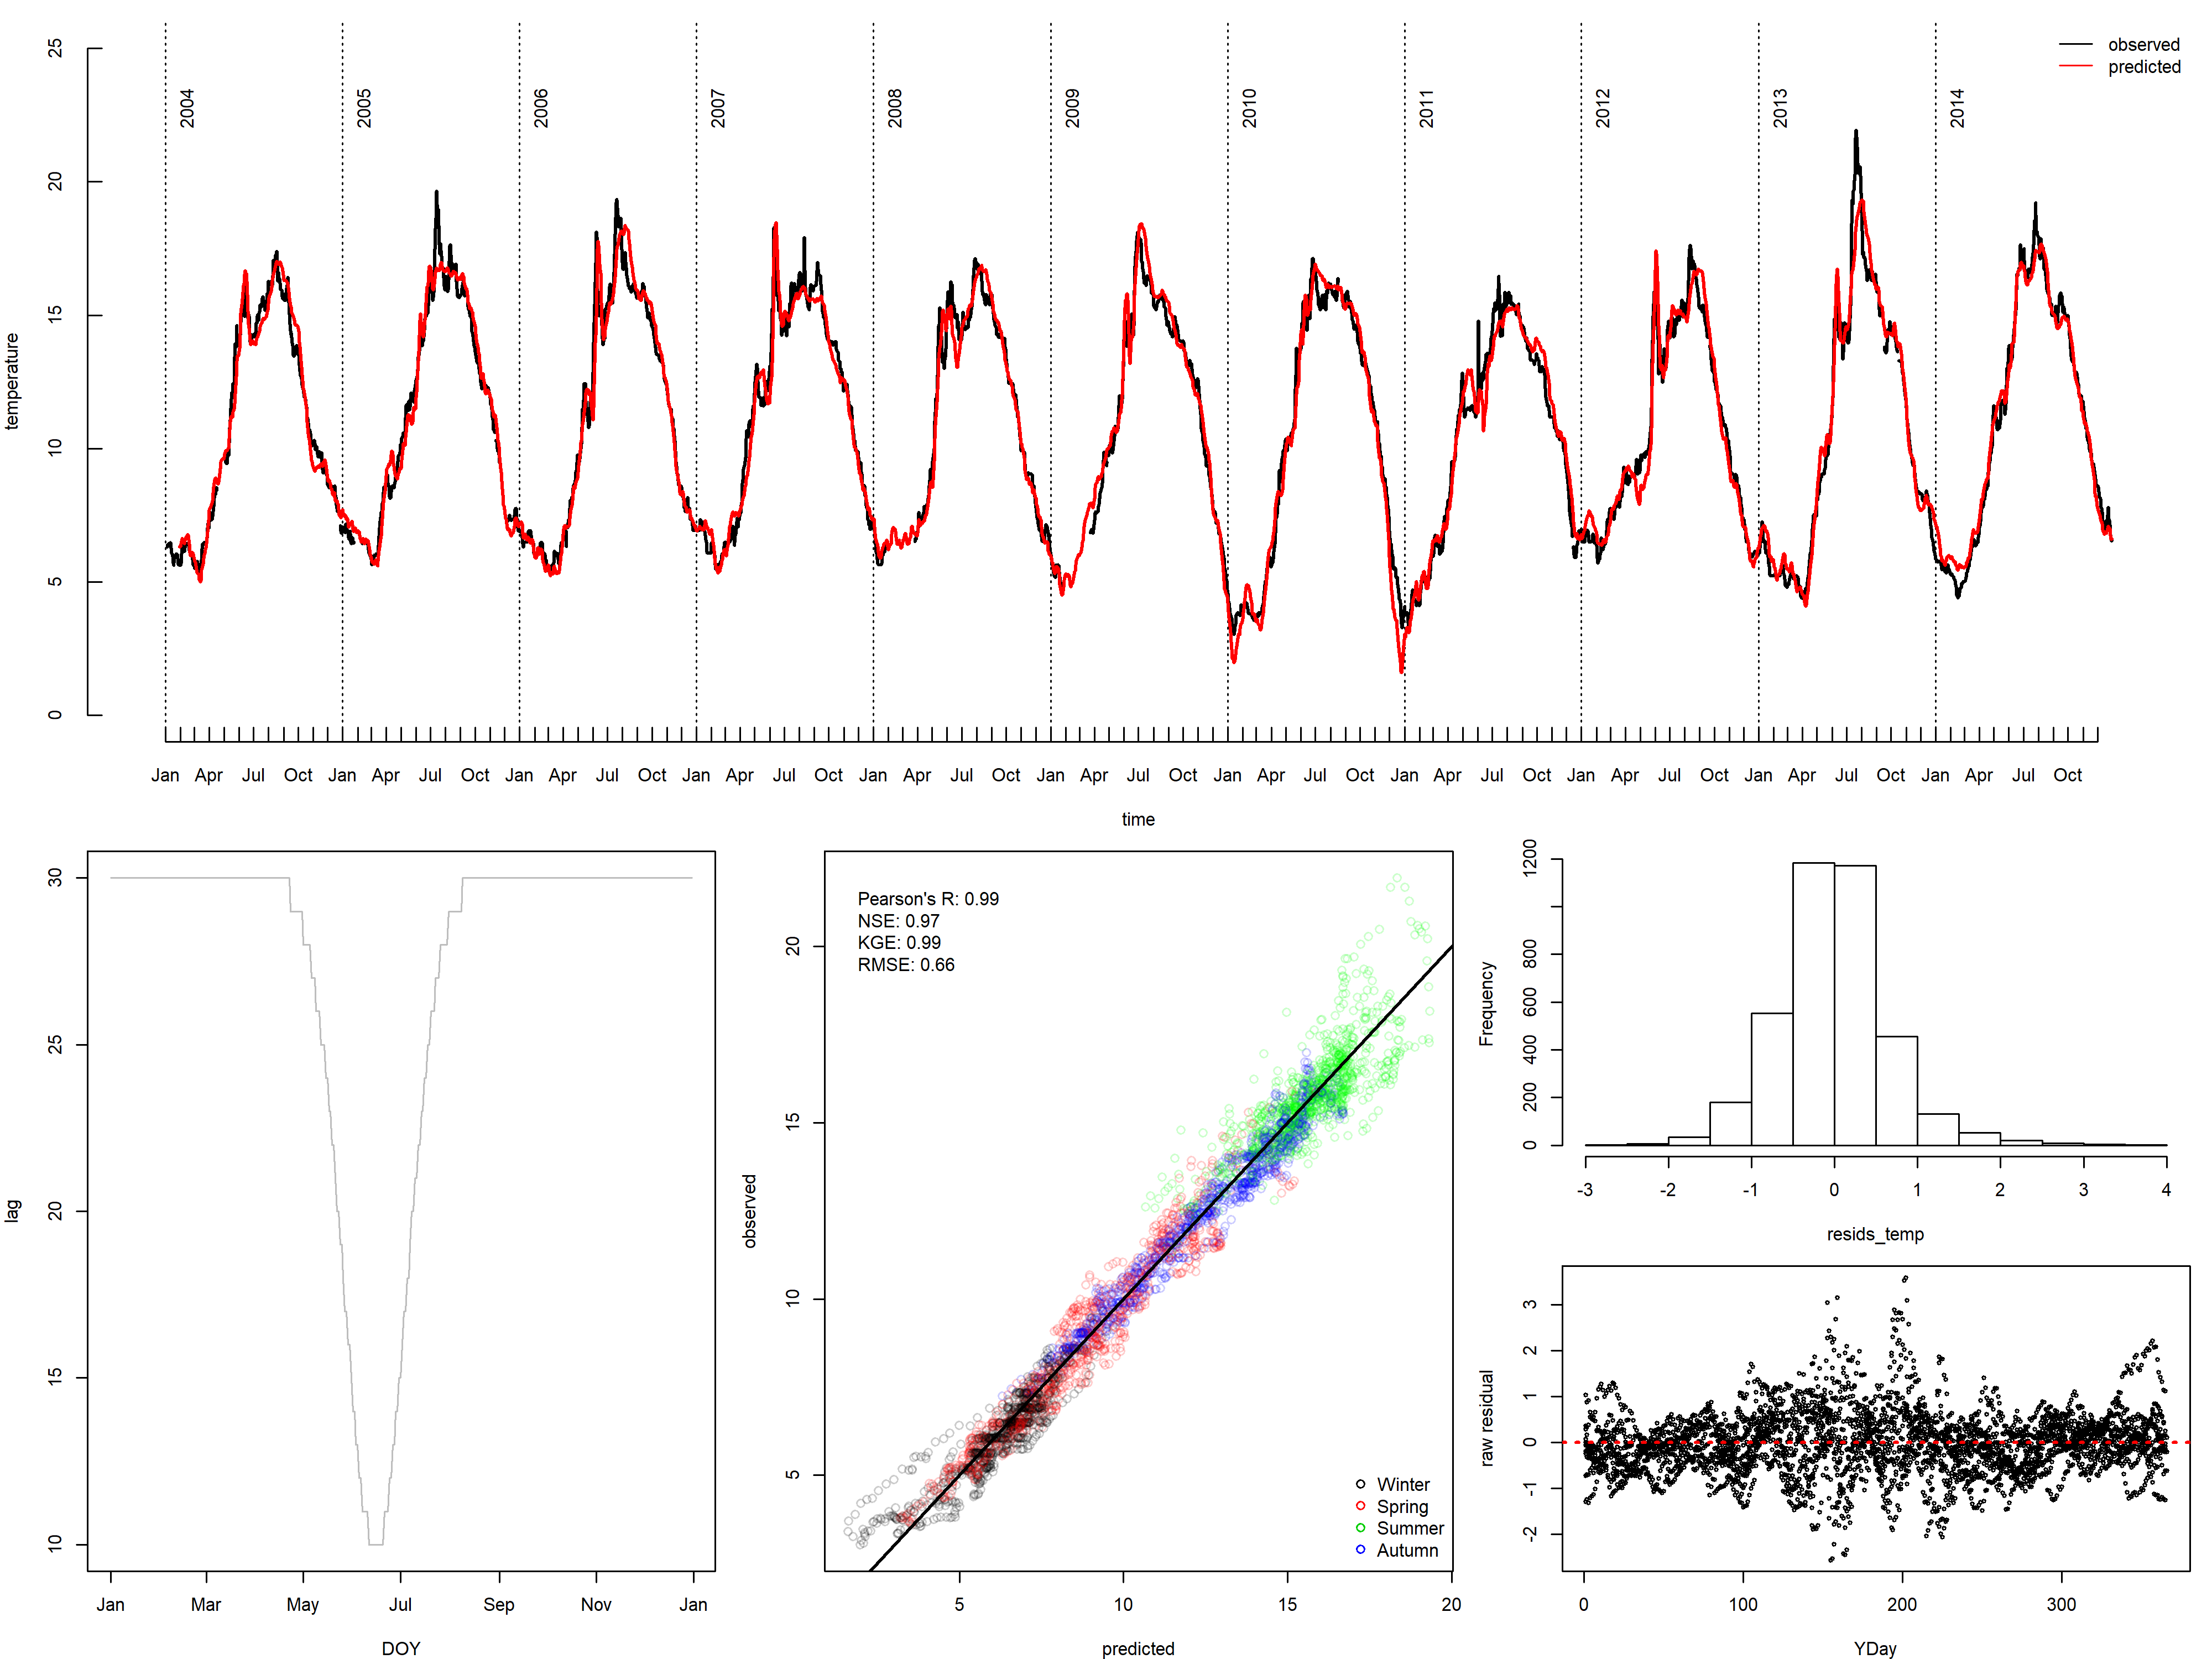 25
20
15
10
5
0
temperature
2004
2005
2006
2007
2008
2009
2010
2011
2012
2013
2014
observed
predicted
Jan Apr Jul Oct Jan Apr Jul Oct Jan Apr Jul Oct Jan Apr Jul Oct Jan Apr Jul Oct Jan Apr Jul Oct Jan Apr Jul Oct Jan Apr Jul Oct Jan Apr Jul Oct Jan Apr Jul Oct Jan Apr Jul Oct
time
30
25
20
15
10
lag
Jan Mar May Jul Sep Nov Jan
DOY
Pearson's R: 0.99
NSE: 0.97
KGE: 0.99
RMSE: 0.66
20
15
10
5
observed
Winter
Spring
Summer
Autumn
5 10 15 20
predicted
1200
800
600
400
200
0
Frequency
-3 -2 -1 0 1 2 3 4
resids_temp
3
2
1
0
-1
-2
raw residual
0 100 200 300
YDay